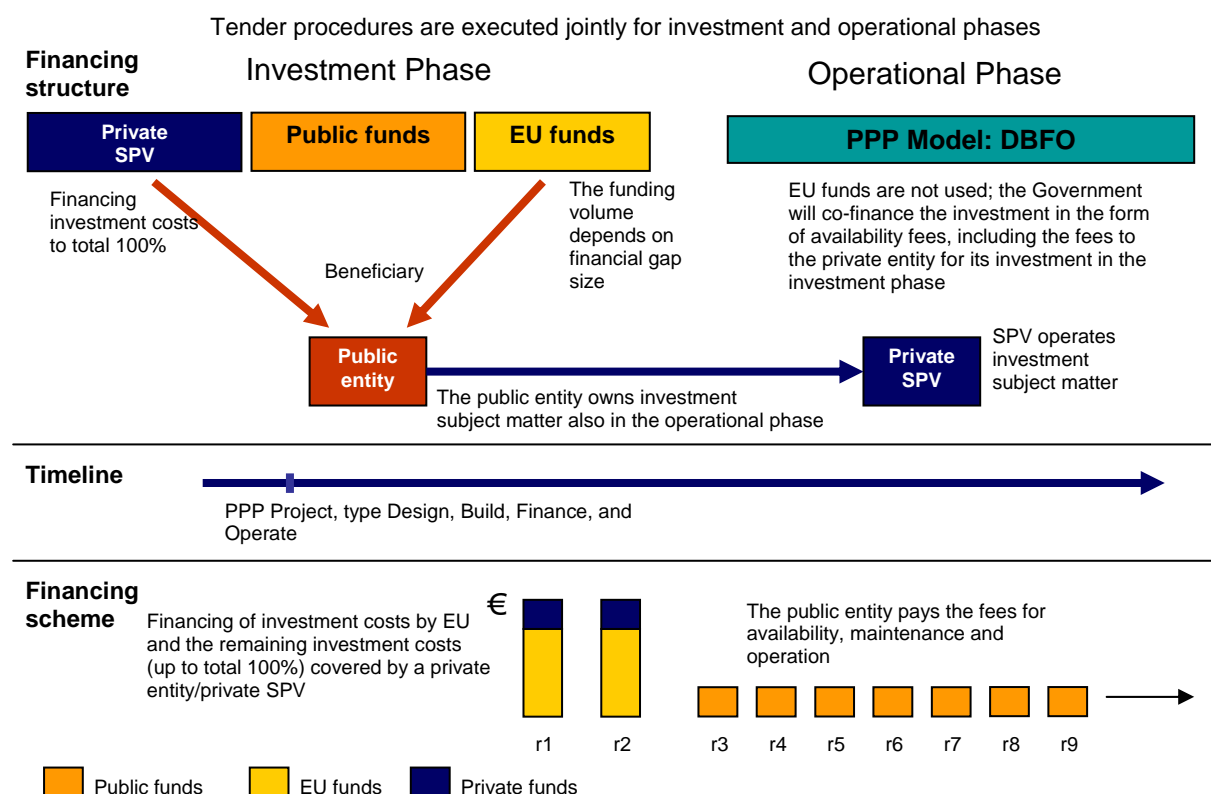 Tender procedures are executed jointly for investment and operational phases
Financing
structure
Investment Phase
Operational Phase
Private
SPV
Public funds
EU funds
PPP Model: DBFO
Financing
investment costs
to total 100%
Beneficiary
The funding
volume
depends on
financial gap
size
EU funds are not used; the Government
will co-finance the investment in the form
of availability fees, including the fees to
the private entity for its investment in the
investment phase
Public
entity
The public entity owns investment
subject matter also in the operational phase
Private
SPV
SPV operates
investment
subject matter
Timeline
PPP Project, type Design, Build, Finance, and
Operate
Financing
scheme
Financing of investment costs by EU
and the remaining investment costs
(up to total 100%) covered by a private
entity/private SPV
€
The public entity pays the fees for
availability, maintenance and
operation
r1 r2 r3 r4 r5 r6 r7 r8 r9
Public funds EU funds Private funds